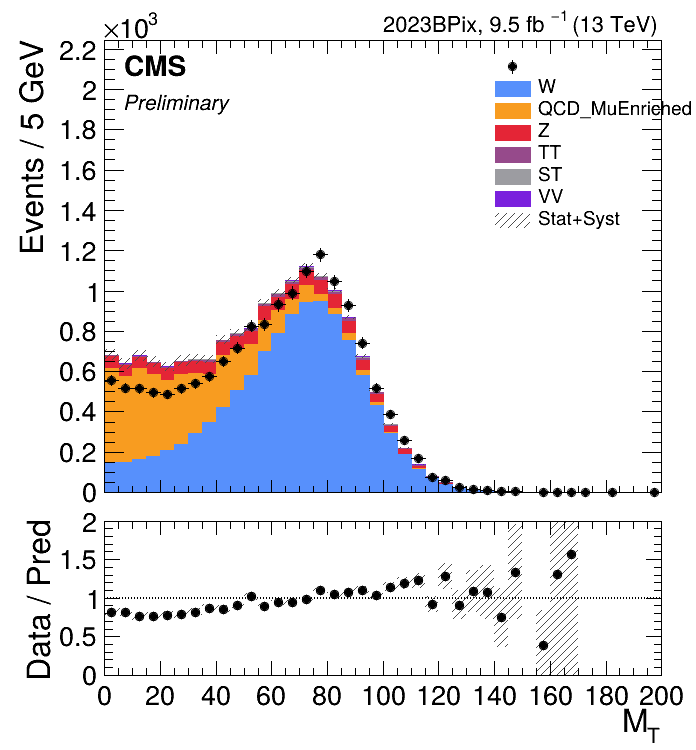 ×10³ 2023BPix, 9.5 fb ⁻¹ (13 TeV)
CMS
Preliminary
W
QCD_MuEnriched
Z
TT
ST
VV
Stat+Syst
Events / 5 GeV
2.2
2
1.8
1.6
1.4
1.2
1
0.8
0.6
0.4
0.2
0
Data / Pred
2
1.5
1
0.5
0
0 20 40 60 80 100 120 140 160 180 200
M_T